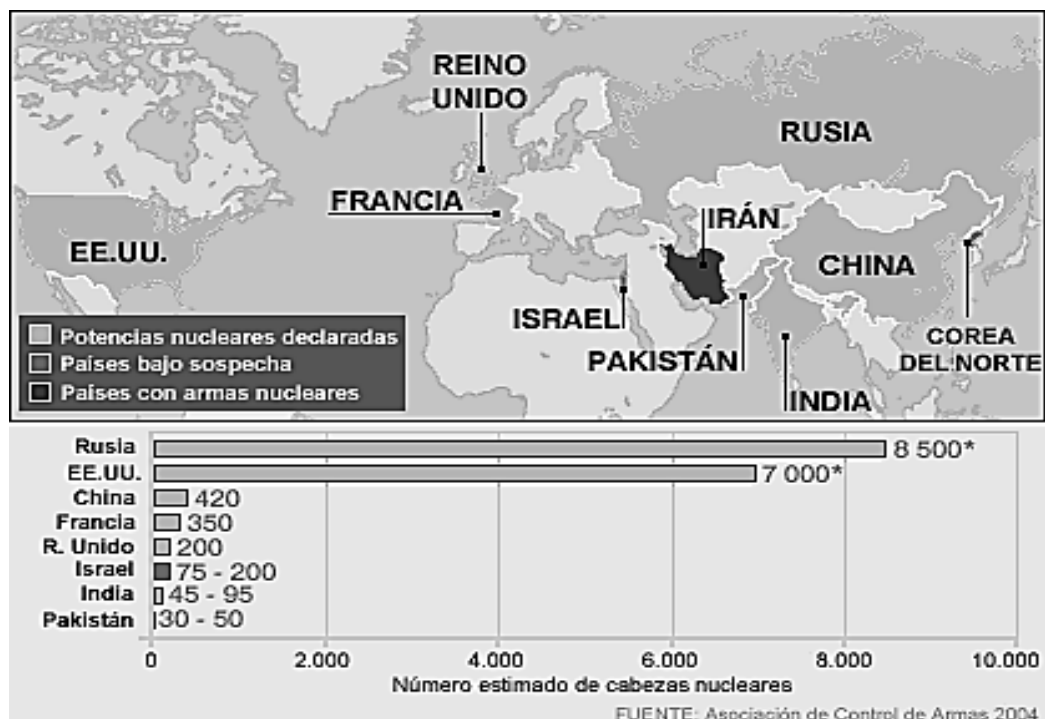 REINO
UNIDO
RUSIA
FRANCIA
IRÁN
EE.UU.
CHINA
ISRAEL
PAKISTÁN
COREA
DEL NORTE
INDIA
Potencias nucleares declaradas
Países bajo sospecha
Países con armas nucleares
Rusia 8 500*
EE.UU. 7 000*
China 420
Francia 350
R. Unido 200
Israel 75 - 200
India 45 - 95
Pakistán 30 - 50
0 2.000 4.000 6.000 8.000 10.000
Número estimado de cabezas nucleares
FUENTE: Asociación de Control de Armas 2004